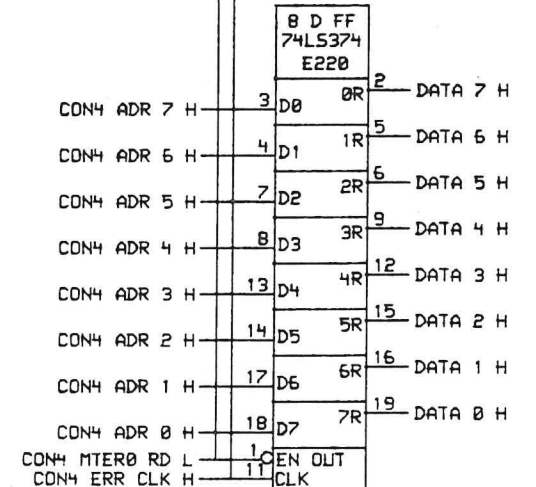 8 D FF
74LS374
E220
CON4 ADR 7 H 3 D0 0R 2 DATA 7 H
CON4 ADR 6 H 4 D1 1R 5 DATA 6 H
CON4 ADR 5 H 7 D2 2R 6 DATA 5 H
CON4 ADR 4 H 8 D3 3R 9 DATA 4 H
CON4 ADR 3 H 13 D4 4R 12 DATA 3 H
CON4 ADR 2 H 14 D5 5R 15 DATA 2 H
CON4 ADR 1 H 17 D6 6R 16 DATA 1 H
CON4 ADR 0 H 18 D7 7R 19 DATA 0 H
CON4 MTER0 RD L 1 EN OUT
CON4 ERR CLK H 11 CLK